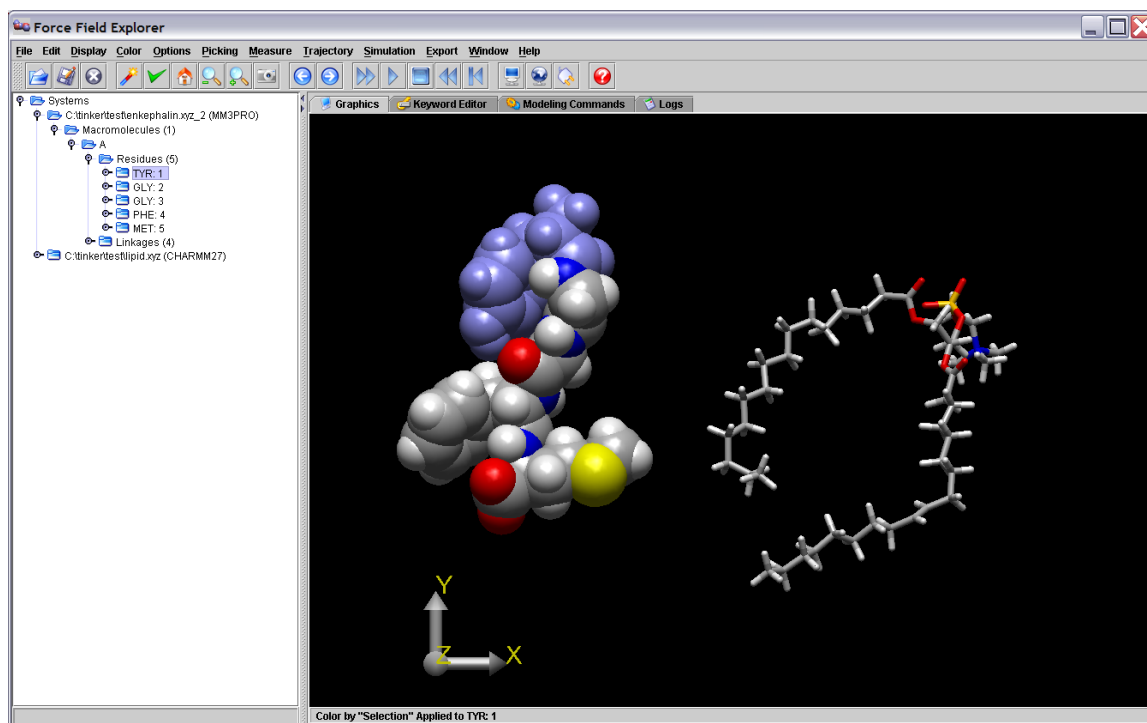 Force Field Explorer
File Edit Display Color Options Picking Measure Trajectory Simulation Export Window Help
Graphics Keyword Editor Modeling Commands Logs
Systems
C:\tinker\test\enkephalin.xyz_2 (MM3PRO)
Macromolecules (1)
A
Residues (5)
TYR: 1
GLY: 2
GLY: 3
PHE: 4
MET: 5
Linkages (4)
C:\tinker\test\lipid.xyz (CHARMM27)
Y
Z
X
Color by "Selection" Applied to TYR: 1